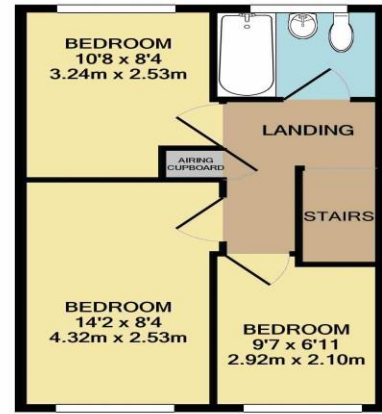 BEDROOM
10'8 x 8'4
3.24m x 2.53m
LANDING
AIRING
CUPBOARD
STAIRS
BEDROOM
14'2 x 8'4
4.32m x 2.53m
BEDROOM
9'7 x 6'11
2.92m x 2.10m